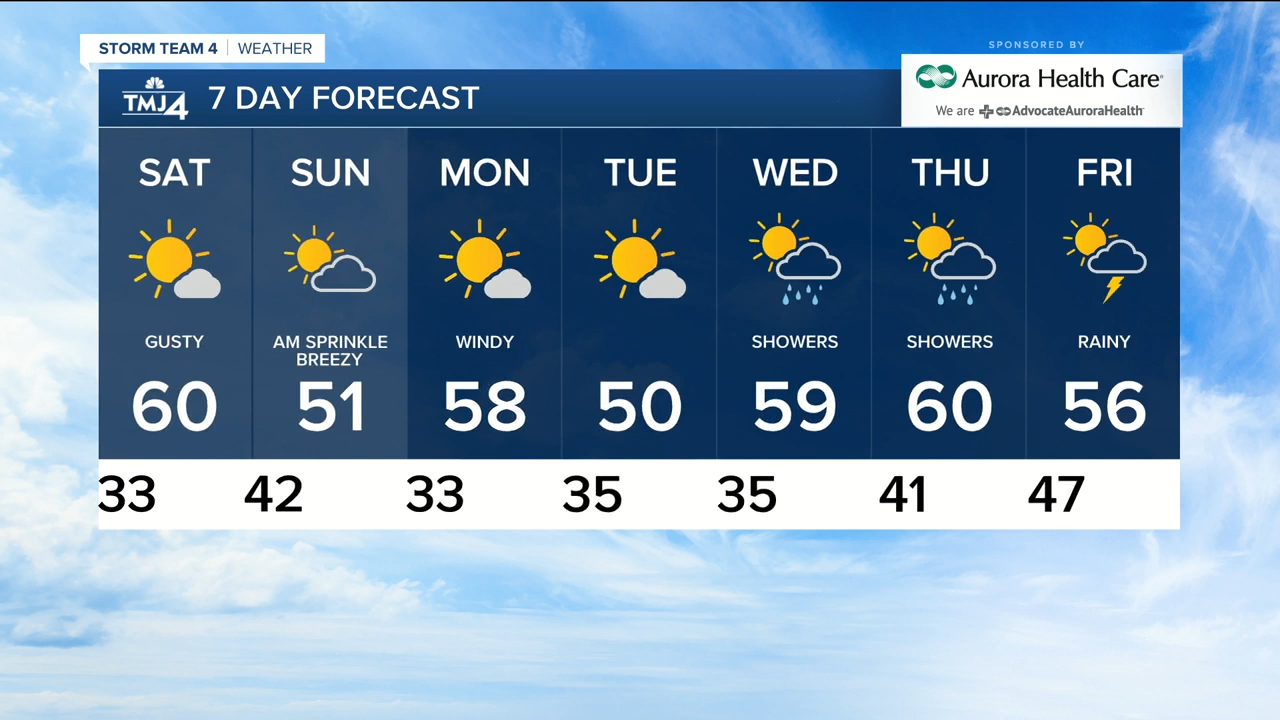 STORM TEAM 4 | WEATHER
SPONSORED BY
Aurora Health Care®
We are AdvocateAuroraHealth™
TMJ4
7 DAY FORECAST
SAT SUN MON TUE WED THU FRI
GUSTY AM SPRINKLE WINDY SHOWERS SHOWERS RAINY
BREEZY
60 51 58 50 59 60 56
33 42 33 35 35 41 47